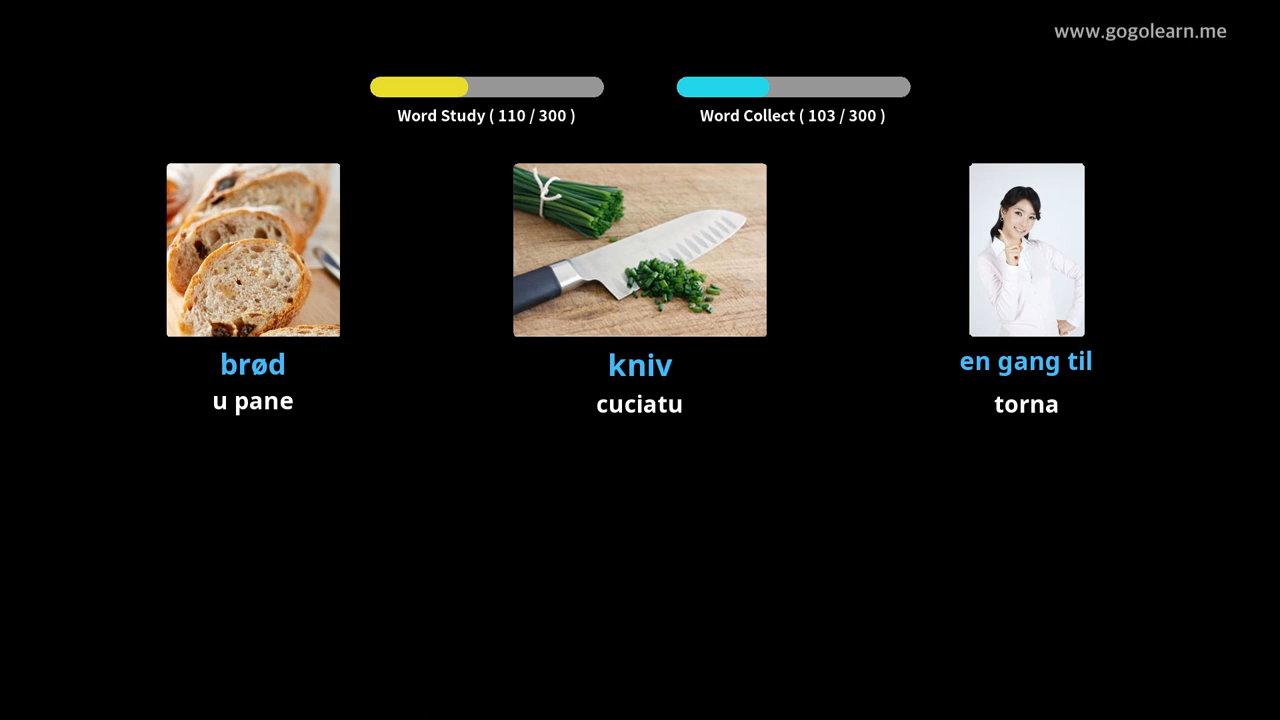 www.gogolearn.me
Word Study ( 110 / 300 )
Word Collect ( 103 / 300 )
brød
kniv
en gang til
u pane
cuciatu
torna